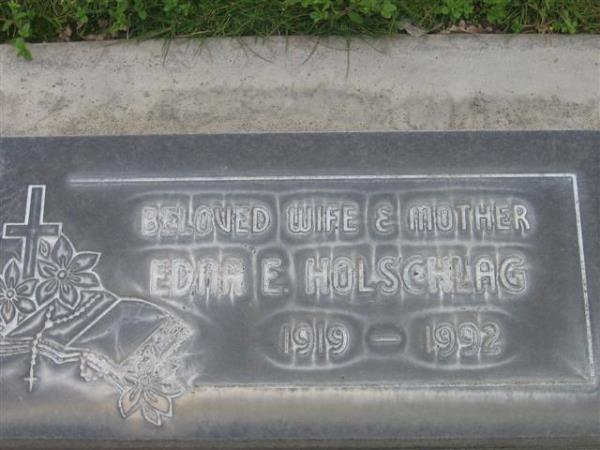 BELOVED WIFE & MOTHER
EDNA E. HOLSCHLAG
1919 – 1992